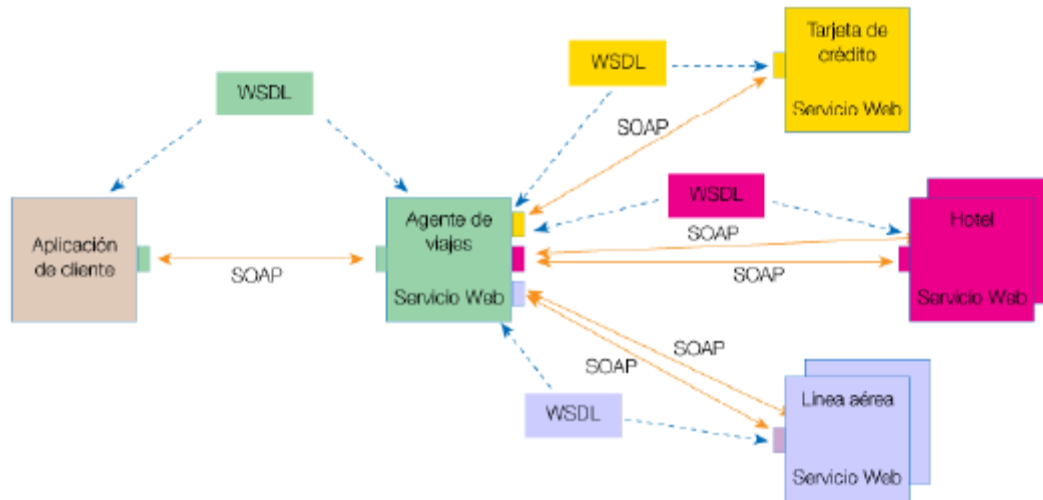 Tarjeta de
crédito
Servicio Web
WSDL
WSDL
SOAP
WSDL
Aplicación
de cliente
SOAP
Agente de
viajes
Servicio Web
SOAP
SOAP
Hotel
Servicio Web
SOAP
SOAP
WSDL
Línea aérea
Servicio Web